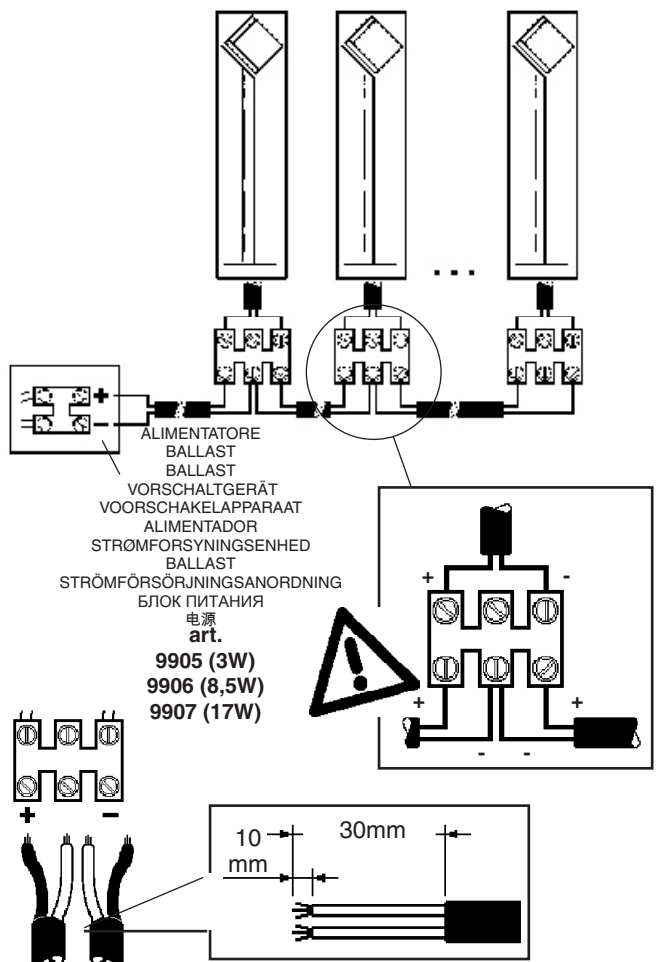 . . .
+
−
ALIMENTATORE
BALLAST
BALLAST
VORSCHALTGERÄT
VOORSCHAKELAPPARAAT
ALIMENTADOR
STRØMFORSYNINGSENHED
BALLAST
STRÖMFÖRSÖRJNINGSANORDNING
БЛОК ПИТАНИЯ
电源
art.
9905 (3W)
9906 (8,5W)
9907 (17W)
+ -
!
+ - - +
+ −
10 mm
30mm